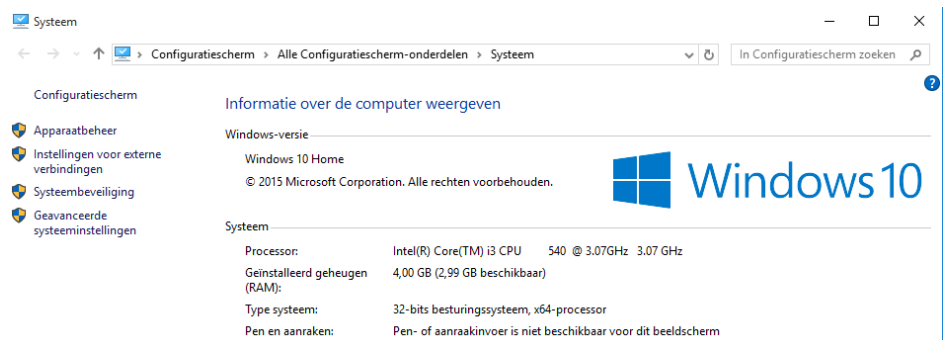 Systeem
Configuratiescherm > Alle Configuratiescherm-onderdelen > Systeem
In Configuratiescherm zoeken
?
Configuratiescherm
Apparaatbeheer
Instellingen voor externe
verbindingen
Systeembeveiliging
Geavanceerde
systeeminstellingen
Informatie over de computer weergeven
Windows-versie
Windows 10 Home
© 2015 Microsoft Corporation. Alle rechten voorbehouden.
Windows 10
Systeem
Processor: Intel(R) Core(TM) i3 CPU 540 @ 3.07GHz 3.07 GHz
Geïnstalleerd geheugen 4,00 GB (2,99 GB beschikbaar)
(RAM):
Type systeem: 32-bits besturingssysteem, x64-processor
Pen en aanraken: Pen- of aanraakinvoer is niet beschikbaar voor dit beeldscherm